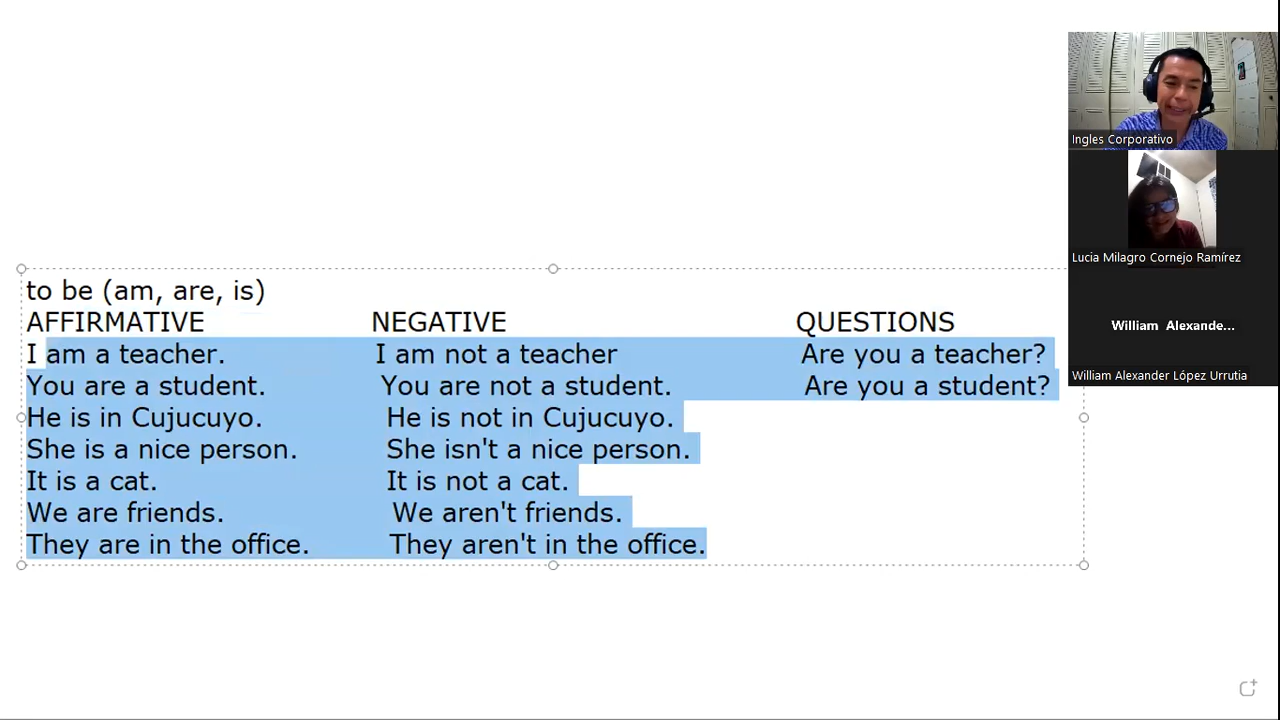 to be (am, are, is)
AFFIRMATIVE NEGATIVE QUESTIONS
I am a teacher. I am not a teacher Are you a teacher?
You are a student. You are not a student. Are you a student?
He is in Cujucuyo. He is not in Cujucuyo.
She is a nice person. She isn't a nice person.
It is a cat. It is not a cat.
We are friends. We aren't friends.
They are in the office. They aren't in the office.
Ingles Corporativo
Lucia Milagro Cornejo Ramírez
William Alexande...
William Alexander López Urrutia